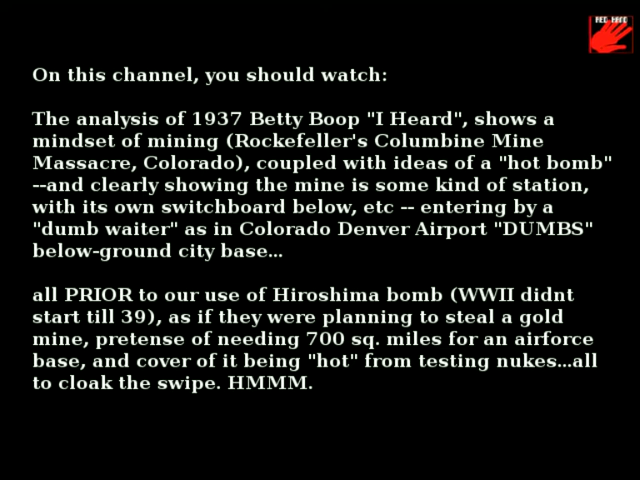 RED HAND
On this channel, you should watch:
The analysis of 1937 Betty Boop "I Heard", shows a
mindset of mining (Rockefeller's Columbine Mine
Massacre, Colorado), coupled with ideas of a "hot bomb"
--and clearly showing the mine is some kind of station,
with its own switchboard below, etc -- entering by a
"dumb waiter" as in Colorado Denver Airport "DUMBS"
below-ground city base…
all PRIOR to our use of Hiroshima bomb (WWII didnt
start till 39), as if they were planning to steal a gold
mine, pretense of needing 700 sq. miles for an airforce
base, and cover of it being "hot" from testing nukes…all
to cloak the swipe. HMMM.